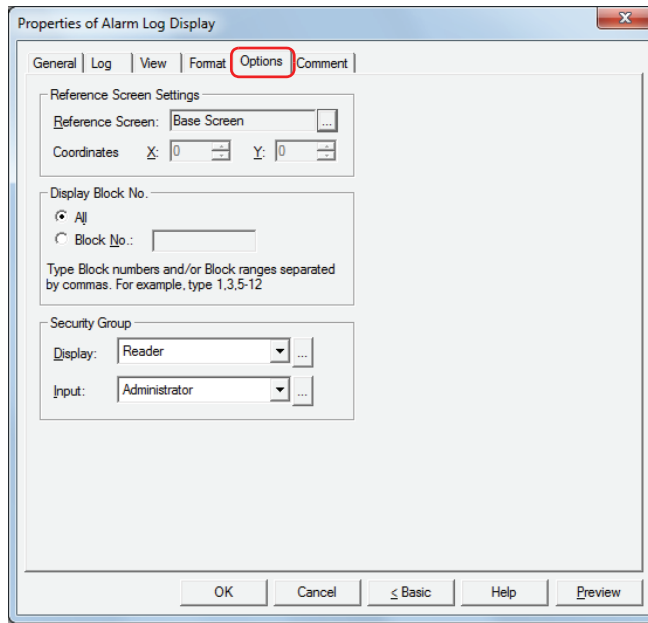 Properties of Alarm Log Display
General Log View Format Options Comment
Reference Screen Settings
Reference Screen: Base Screen ...
Coordinates X: 0 Y: 0
Display Block No.
All
Block No.:
Type Block numbers and/or Block ranges separated
by commas. For example, type 1,3,5-12
Security Group
Display: Reader ...
Input: Administrator ...
OK Cancel < Basic Help Preview